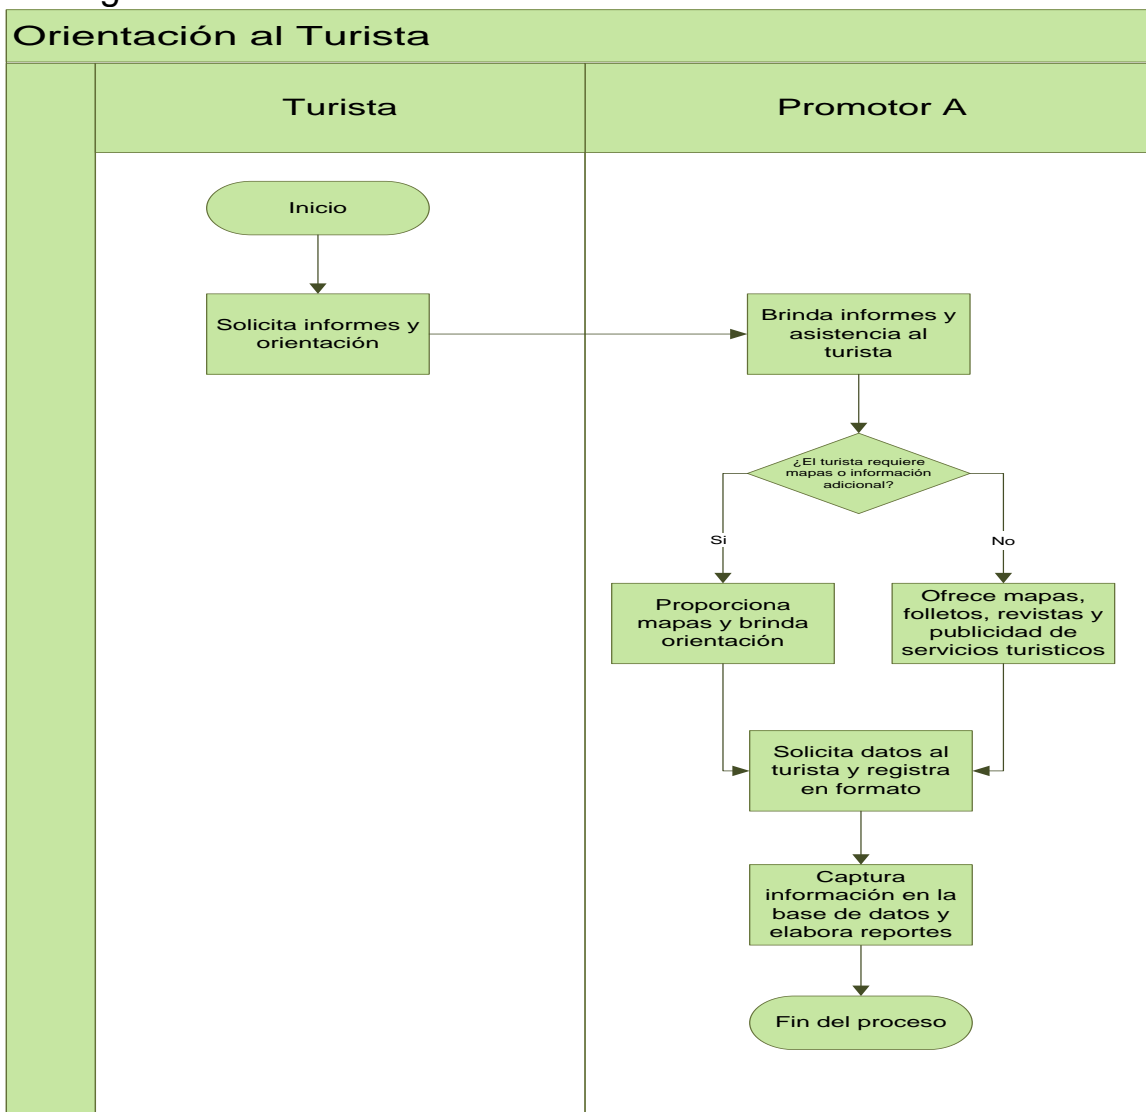 Orientación al Turista
Turista
Promotor A
Inicio
Solicita informes y
orientación
Brinda informes y
asistencia al
turista
¿El turista requiere
mapas o información
adicional?
Si
No
Proporciona
mapas y brinda
orientación
Ofrece mapas,
folletos, revistas y
publicidad de
servicios turisticos
Solicita datos al
turista y registra
en formato
Captura
información en la
base de datos y
elabora reportes
Fin del proceso